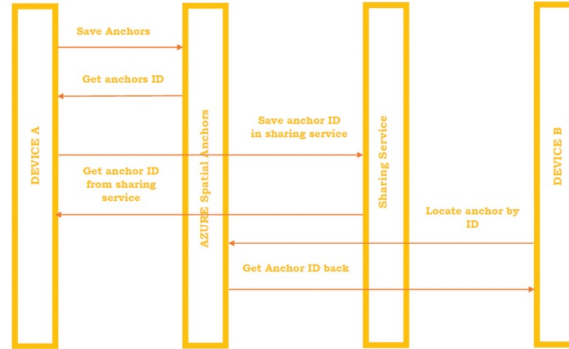 Save Anchors
Get anchors ID
Save anchor ID
in sharing service
Get anchor ID
from sharing
service
Locate anchor by
ID
Get Anchor ID back
DEVICE A
AZURE Spatial Anchors
Sharing Service
DEVICE B